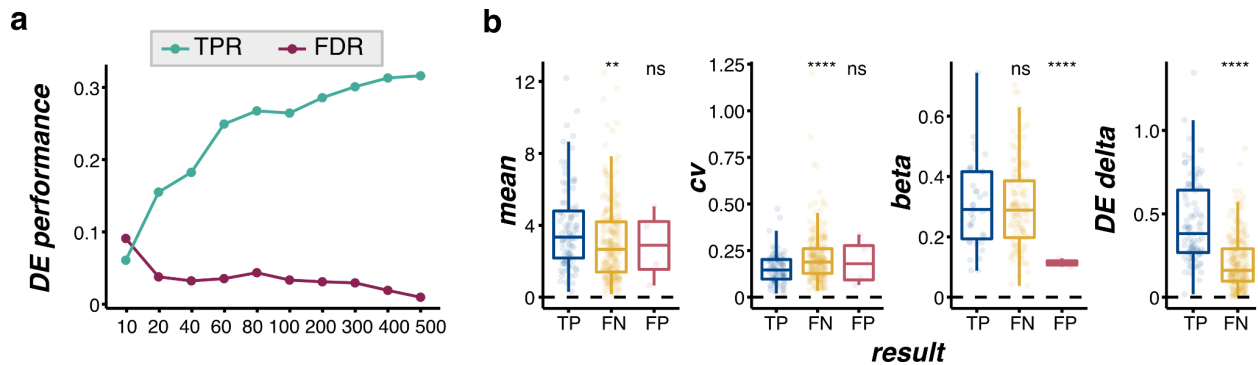 a
TPR FDR
DE performance
0.3
0.2
0.1
0
10 20 40 60 80 100 200 300 400 500
b
mean
12
8
4
0
** ns
TP FN FP
cv
1.25
1.00
0.75
0.50
0.25
0
**** ns
TP FN FP
beta
0.6
0.4
0.2
0
ns ****
TP FN FP
DE delta
1.0
0.5
0
****
TP FN
result